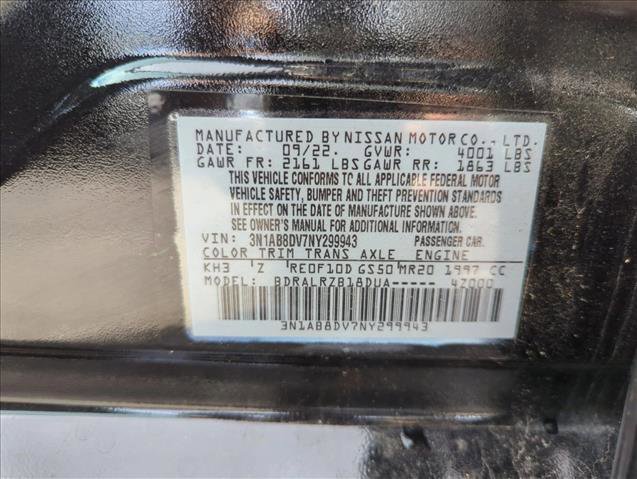 MANUFACTURED BY NISSAN MOTOR CO., LTD.
DATE: 09/22. GVWR: 4001 LBS
GAWR FR: 2161 LBS GAWR RR: 1863 LBS
THIS VEHICLE CONFORMS TO ALL APPLICABLE FEDERAL MOTOR
VEHICLE SAFETY, BUMPER AND THEFT PREVENTION STANDARDS
IN EFFECT ON THE DATE OF MANUFACTURE SHOWN ABOVE.
SEE OWNER'S MANUAL FOR ADDITIONAL INFORMATION.
VIN: 3N1AB8DV7NY299943 PASSENGER CAR.
COLOR TRIM TRANS AXLE ENGINE
KH3 Z RE0F10D GS50 MR20 1997 CC
MODEL: BDRALRZB18DUA----- 4Z000
3N1AB8DV7NY299943